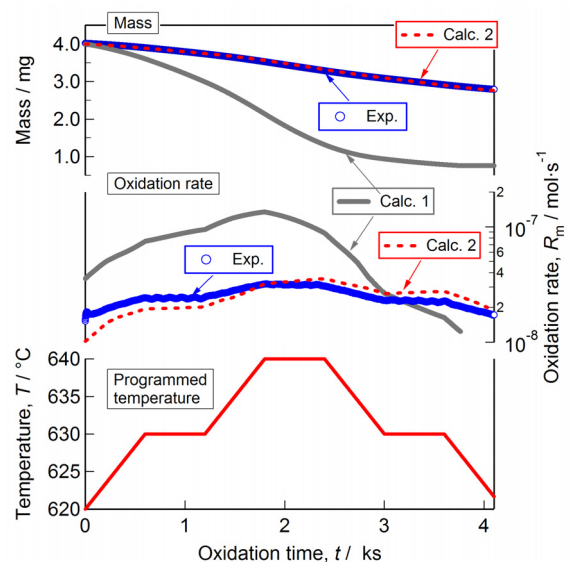 Mass
4.0
3.0
2.0
1.0
Mass / mg
Calc. 2
Exp.
Oxidation rate
Calc. 1
Calc. 2
Exp.
2
10⁻⁷
8
6
4
2
10⁻⁸
Oxidation rate, Rₘ / mol·s⁻¹
640
630
620
Temperature, T / °C
Programmed
temperature
0
1
2
3
4
Oxidation time, t / ks